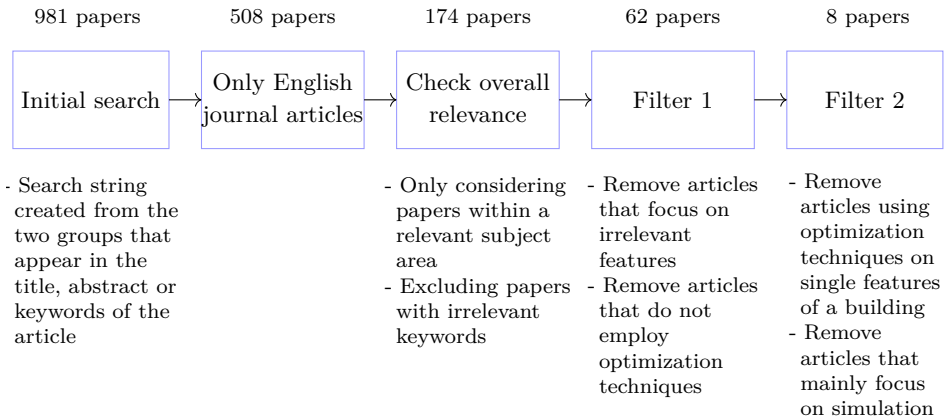 981 papers
508 papers
174 papers
62 papers
8 papers
Initial search
Only English
journal articles
Check overall
relevance
Filter 1
Filter 2
- Search string
created from the
two groups that
appear in the
title, abstract or
keywords of the
article
- Only considering
papers within a
relevant subject
area
- Excluding papers
with irrelevant
keywords
- Remove articles
that focus on
irrelevant
features
- Remove articles
that do not
employ
optimization
techniques
- Remove
articles using
optimization
techniques on
single features
of a building
- Remove
articles that
mainly focus
on simulation